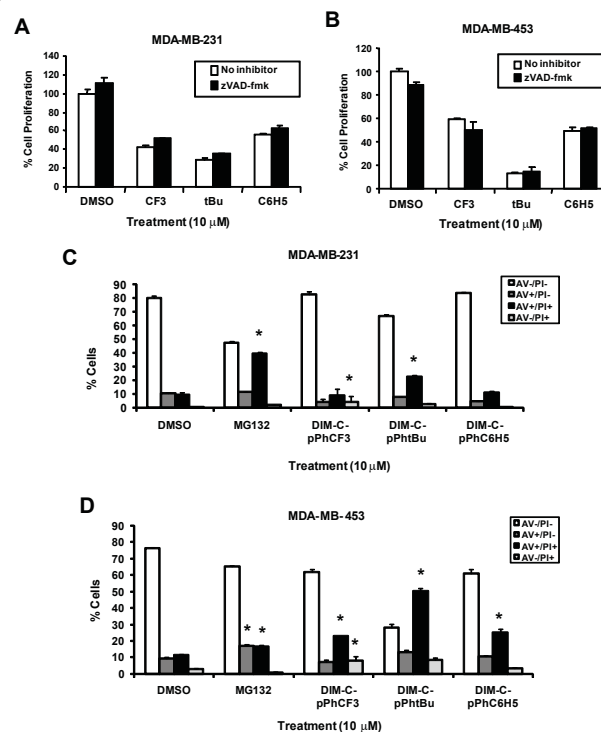 A
MDA-MB-231
% Cell Proliferation
140
120
100
80
60
40
20
0
No inhibitor
zVAD-fmk
DMSO CF3 tBu C6H5
Treatment (10 µM)
B
MDA-MB-453
% Cell Proliferation
120
100
80
60
40
20
0
No inhibitor
zVAD-fmk
DMSO CF3 tBu C6H5
Treatment (10 µM)
C
MDA-MB-231
% Cells
90
80
70
60
50
40
30
20
10
0
AV-/PI-
AV+/PI-
AV+/PI+
AV-/PI+
* * *
DMSO MG132 DIM-C-pPhCF3 DIM-C-pPhtBu DIM-C-pPhC6H5
Treatment (10 µM)
D
MDA-MB-453
% Cells
90
80
70
60
50
40
30
20
10
0
AV-/PI-
AV+/PI-
AV+/PI+
AV-/PI+
* * * * * *
DMSO MG132 DIM-C-pPhCF3 DIM-C-pPhtBu DIM-C-pPhC6H5
Treatment (10 µM)